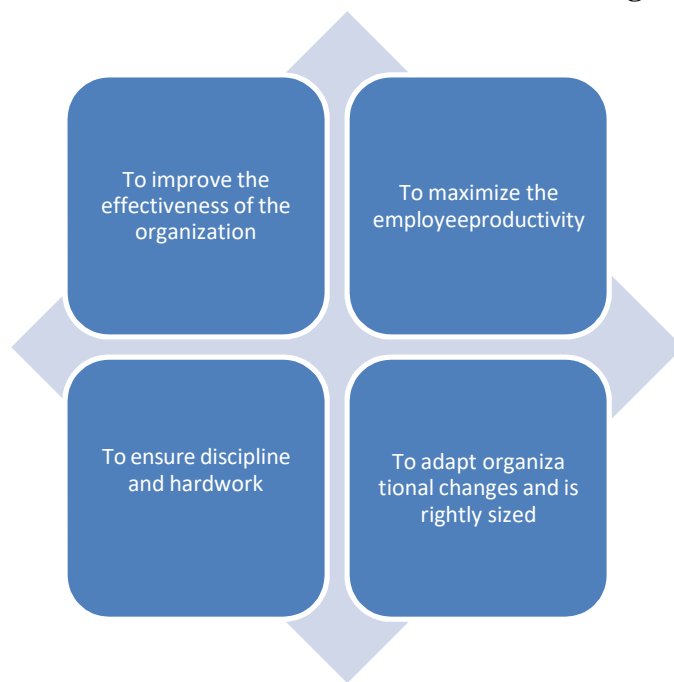 g
To improve the
effectiveness of the
organization
To maximize the
employeeproductivity
To ensure discipline
and hardwork
To adapt organiza
tional changes and is
rightly sized